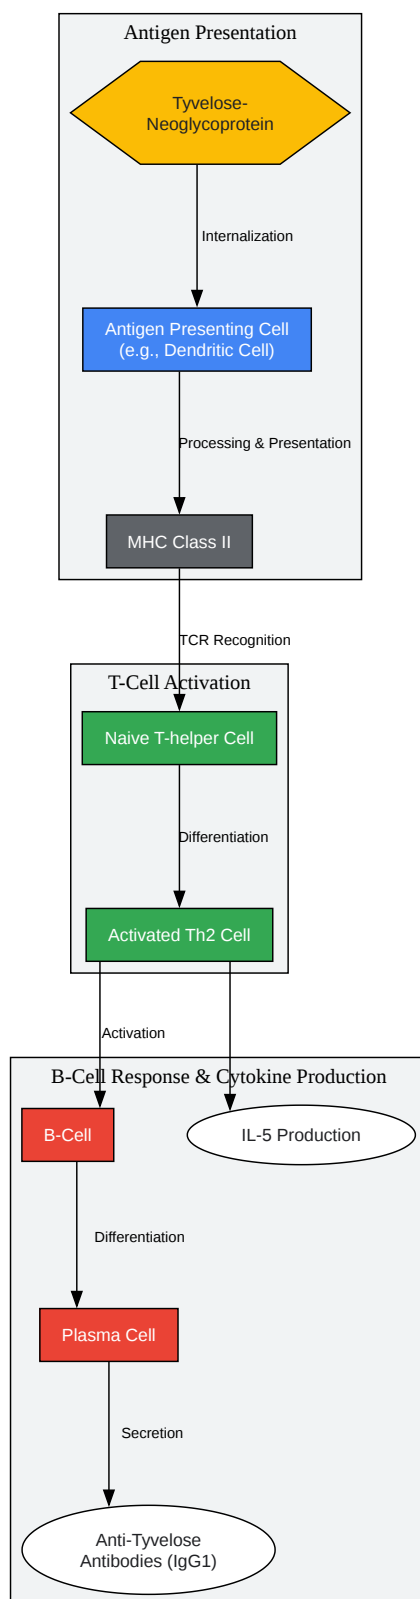 Antigen Presentation
Tyvelose-
Neoglycoprotein
Internalization
Antigen Presenting Cell
(e.g., Dendritic Cell)
Processing & Presentation
MHC Class II
TCR Recognition
T-Cell Activation
Naive T-helper Cell
Differentiation
Activated Th2 Cell
Activation
B-Cell Response & Cytokine Production
B-Cell
IL-5 Production
Differentiation
Plasma Cell
Secretion
Anti-Tyvelose
Antibodies (IgG1)